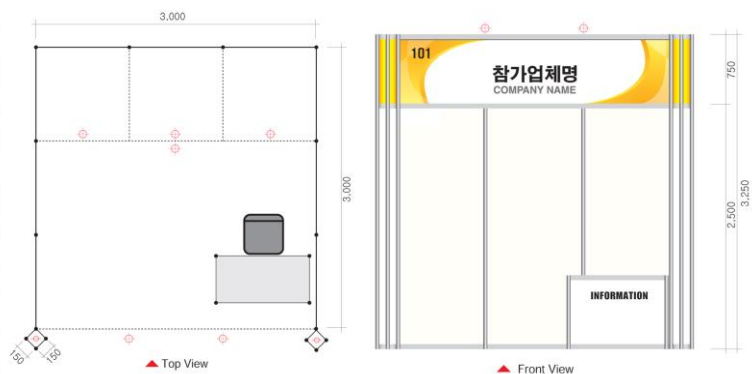 3,000
3,000
150
150
Top View
101
참가업체명
COMPANY NAME
INFORMATION
750
2,500
3,250
Front View